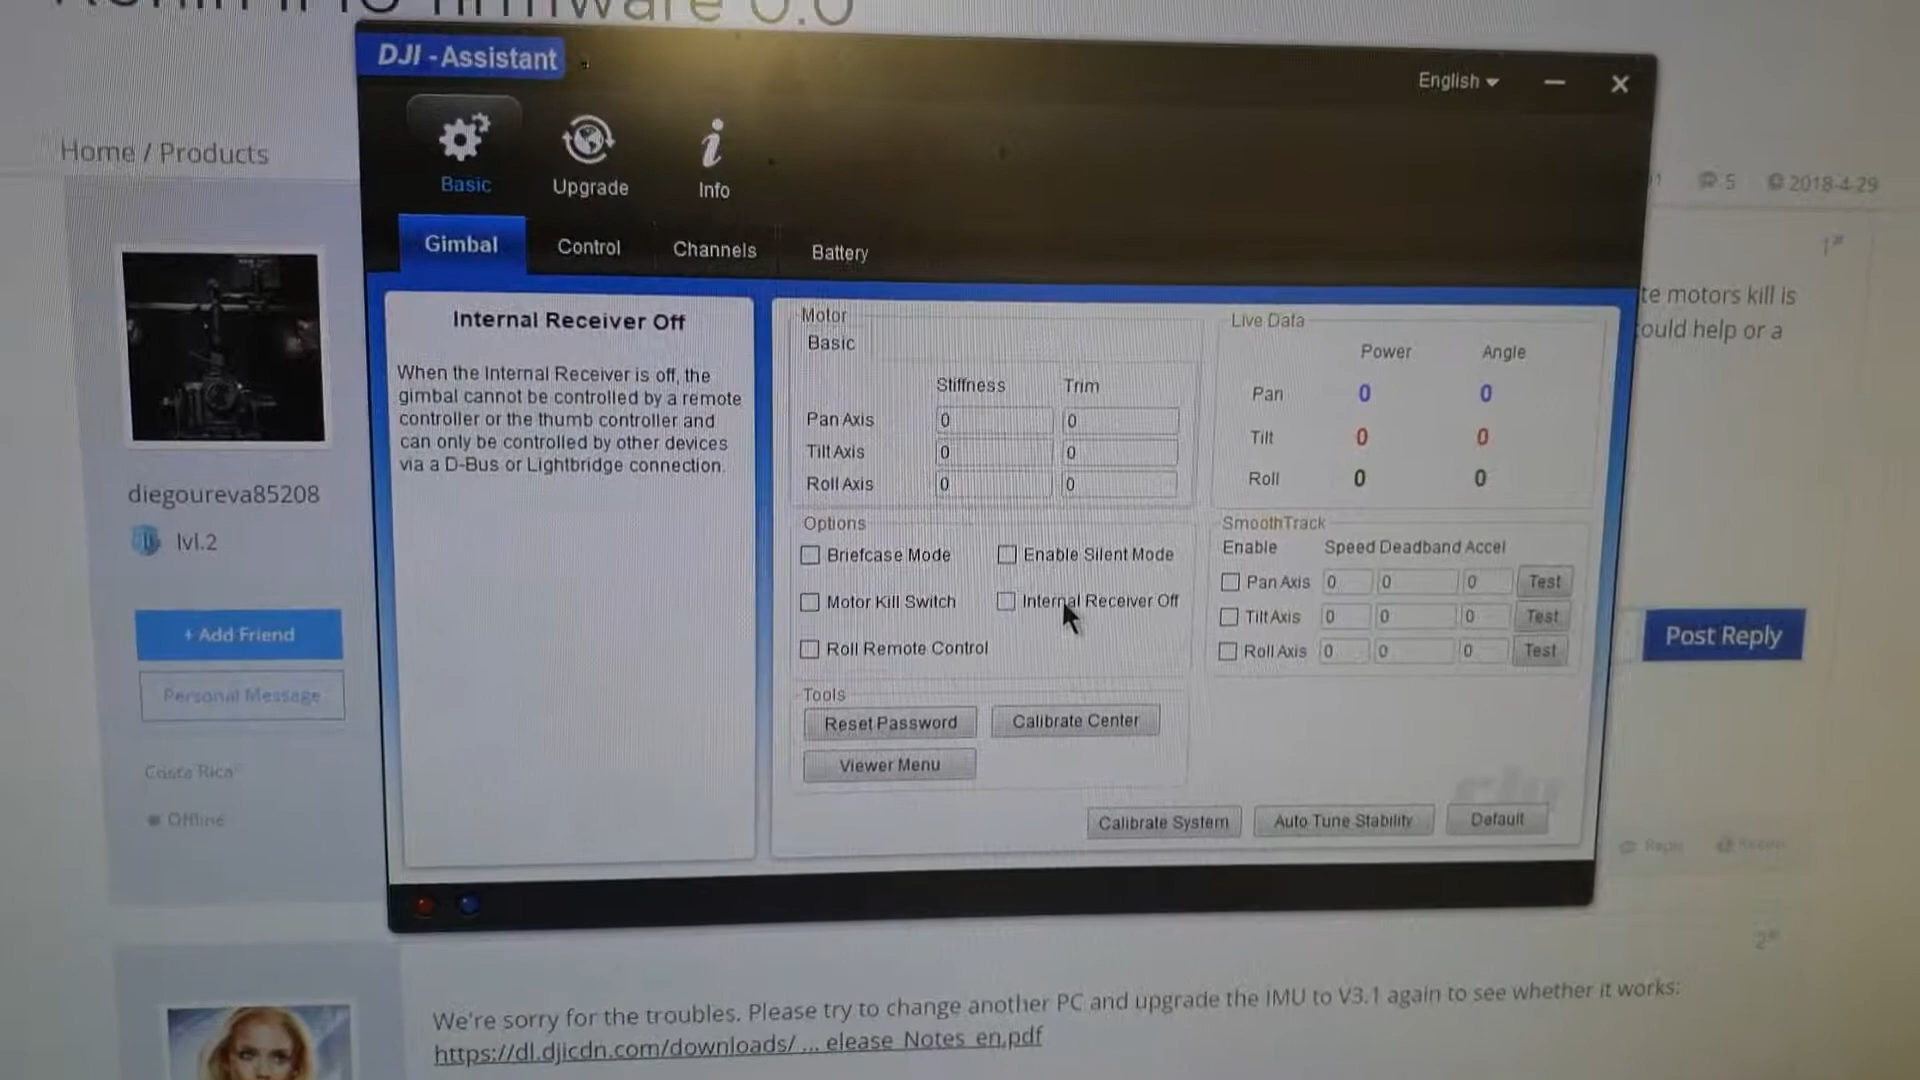 firmware 0.0
DJI - Assistant
English
Basic
Upgrade
Info
Gimbal
Control
Channels
Battery
Internal Receiver Off
When the Internal Receiver is off, the
gimbal cannot be controlled by a remote
controller or the thumb controller and
can only be controlled by other devices
via a D-Bus or Lightbridge connection.
Motor
Basic
Stiffness Trim
Pan Axis 0 0
Tilt Axis 0 0
Roll Axis 0 0
Live Data
Power Angle
Pan 0 0
Tilt 0 0
Roll 0 0
Options
Briefcase Mode
Enable Silent Mode
Motor Kill Switch
Internal Receiver Off
Roll Remote Control
SmoothTrack
Enable Speed Deadband Accel
Pan Axis 0 0 0 Test
Tilt Axis 0 0 0 Test
Roll Axis 0 0 0 Test
Tools
Reset Password
Calibrate Center
Viewer Menu
Calibrate System
Auto Tune Stability
Default
Home / Products
5 2018-4-29
1#
te motors kill is
ould help or a
diegoureva85208
lvl.2
+ Add Friend
Personal Message
Costa Rica
Offline
Post Reply
Reply
2#
We're sorry for the troubles. Please try to change another PC and upgrade the IMU to V3.1 again to see whether it works:
https://dl.djicdn.com/downloads/ ... elease_Notes_en.pdf